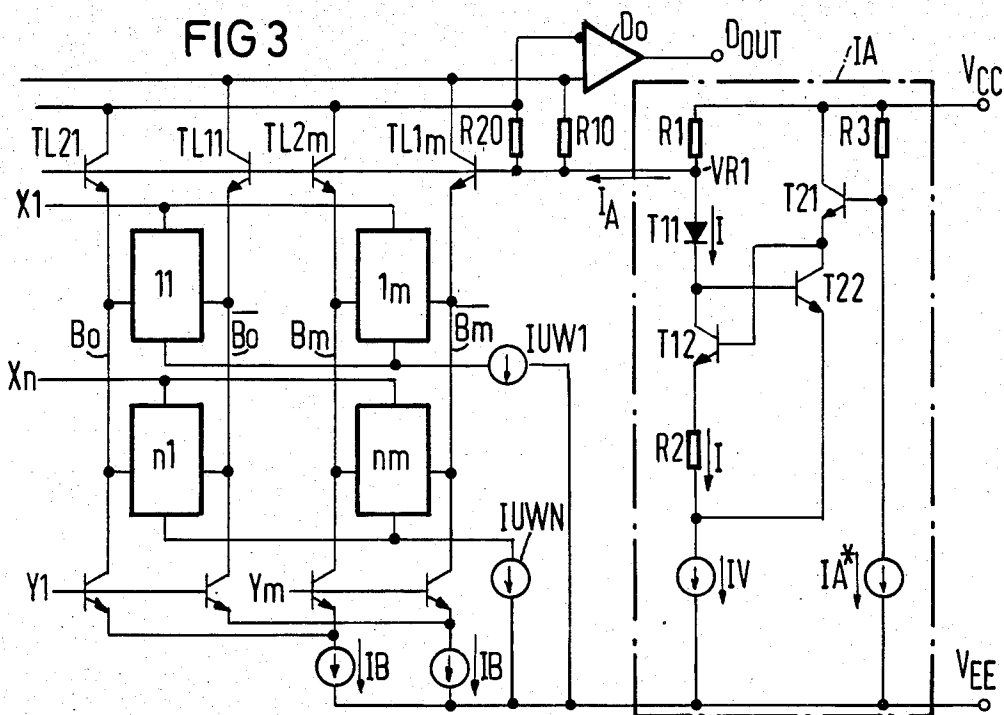 FIG 3
Do
DOUT
IA
VCC
R20
R10
R1
R3
TL21
TL11
TL2m
TL1m
VR1
IA
T21
X1
T11
I
11
1m
T22
Bo
B̅o̅
Bm
B̅m̅
IUW1
T12
Xn
n1
nm
R2
I
IUWN
Y1
Ym
IV
IA*
IB
IB
VEE